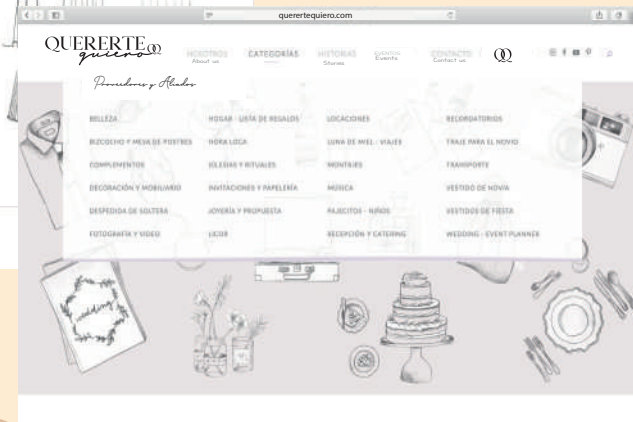 querertequiero.com
QUERERTE
quiero
NOSOTROS CATEGORÍAS HISTORIAS EVENTOS CONTACTO
About us Stories Events Contact us
Proveedores y Aliados
BELLEZA HOGAR - LISTA DE REGALOS LOCACIONES RECORDATORIOS
BIZCOCHO Y MESA DE POSTRES HORA LOCA LUNA DE MIEL - VIAJES TRAJE PARA EL NOVIO
COMPLEMENTOS IGLESIAS Y RITUALES MONTAJES TRANSPORTE
DECORACIÓN Y MOBILIARIO INVITACIONES Y PAPELERÍA MÚSICA VESTIDO DE NOVIA
DESPEDIDA DE SOLTERA JOYERÍA Y PROPUESTA PAJECITOS - NIÑOS VESTIDOS DE FIESTA
FOTOGRAFÍA Y VIDEO LICOR RECEPCIÓN Y CATERING WEDDING - EVENT PLANNER
wedding